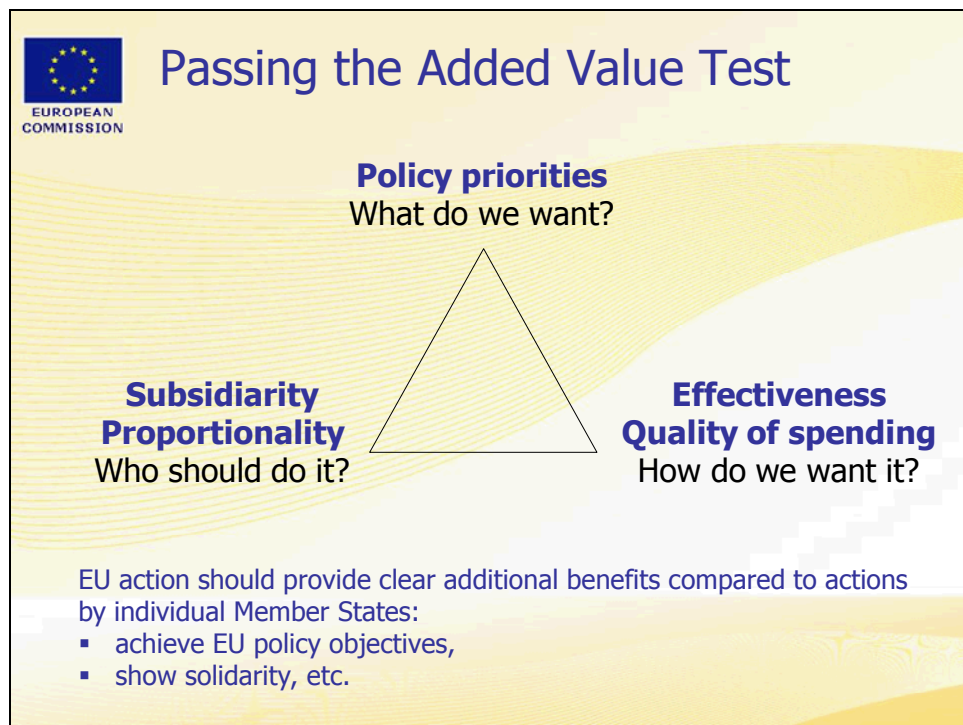 EUROPEAN
COMMISSION
Passing the Added Value Test
Policy priorities
What do we want?
Subsidiarity
Proportionality
Who should do it?
Effectiveness
Quality of spending
How do we want it?
EU action should provide clear additional benefits compared to actions
by individual Member States:
▪ achieve EU policy objectives,
▪ show solidarity, etc.